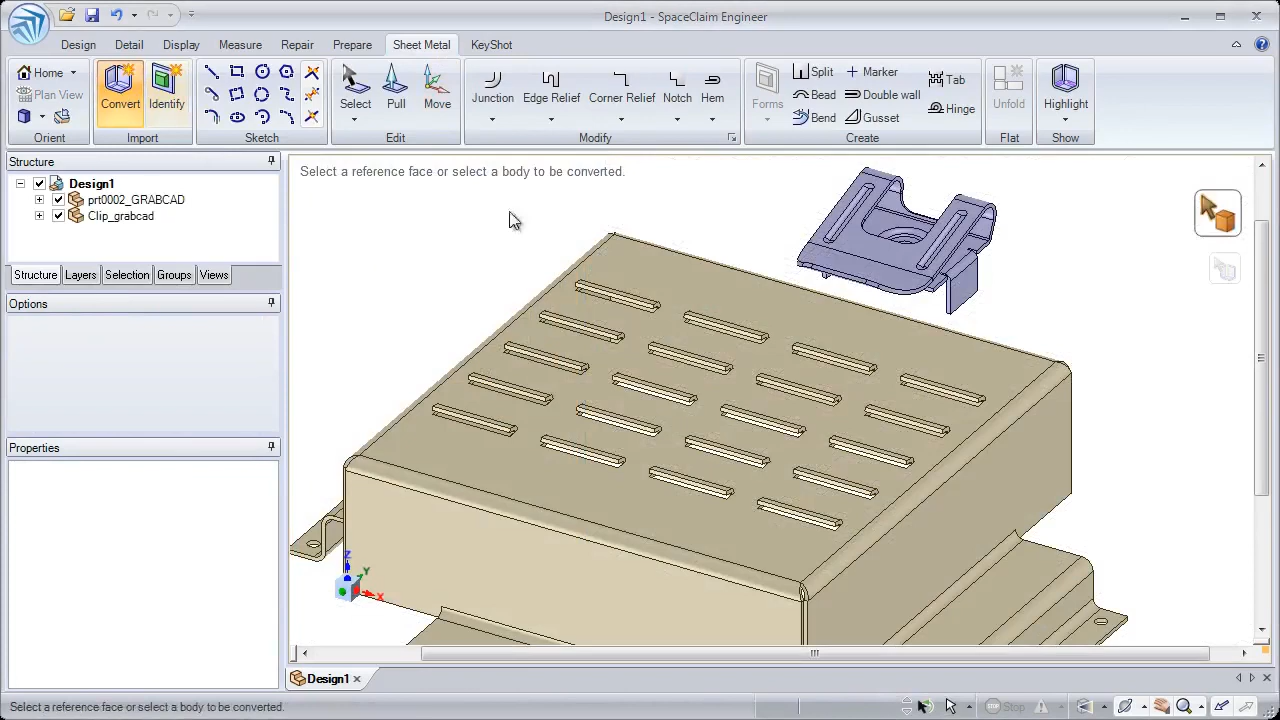 Design1 - SpaceClaim Engineer
Design Detail Display Measure Repair Prepare Sheet Metal KeyShot
Home
Plan View
Orient
Convert Identify
Import
Sketch
Select Pull Move
Edit
Junction Edge Relief Corner Relief Notch Hem
Modify
Forms
Split Marker Tab
Bead Double wall
Bend Gusset Hinge
Create
Unfold
Flat
Highlight
Show
Structure
Design1
prt0002_GRABCAD
Clip_grabcad
Structure Layers Selection Groups Views
Options
Properties
Select a reference face or select a body to be converted.
Z
Y
X
Design1
Select a reference face or select a body to be converted.
Stop